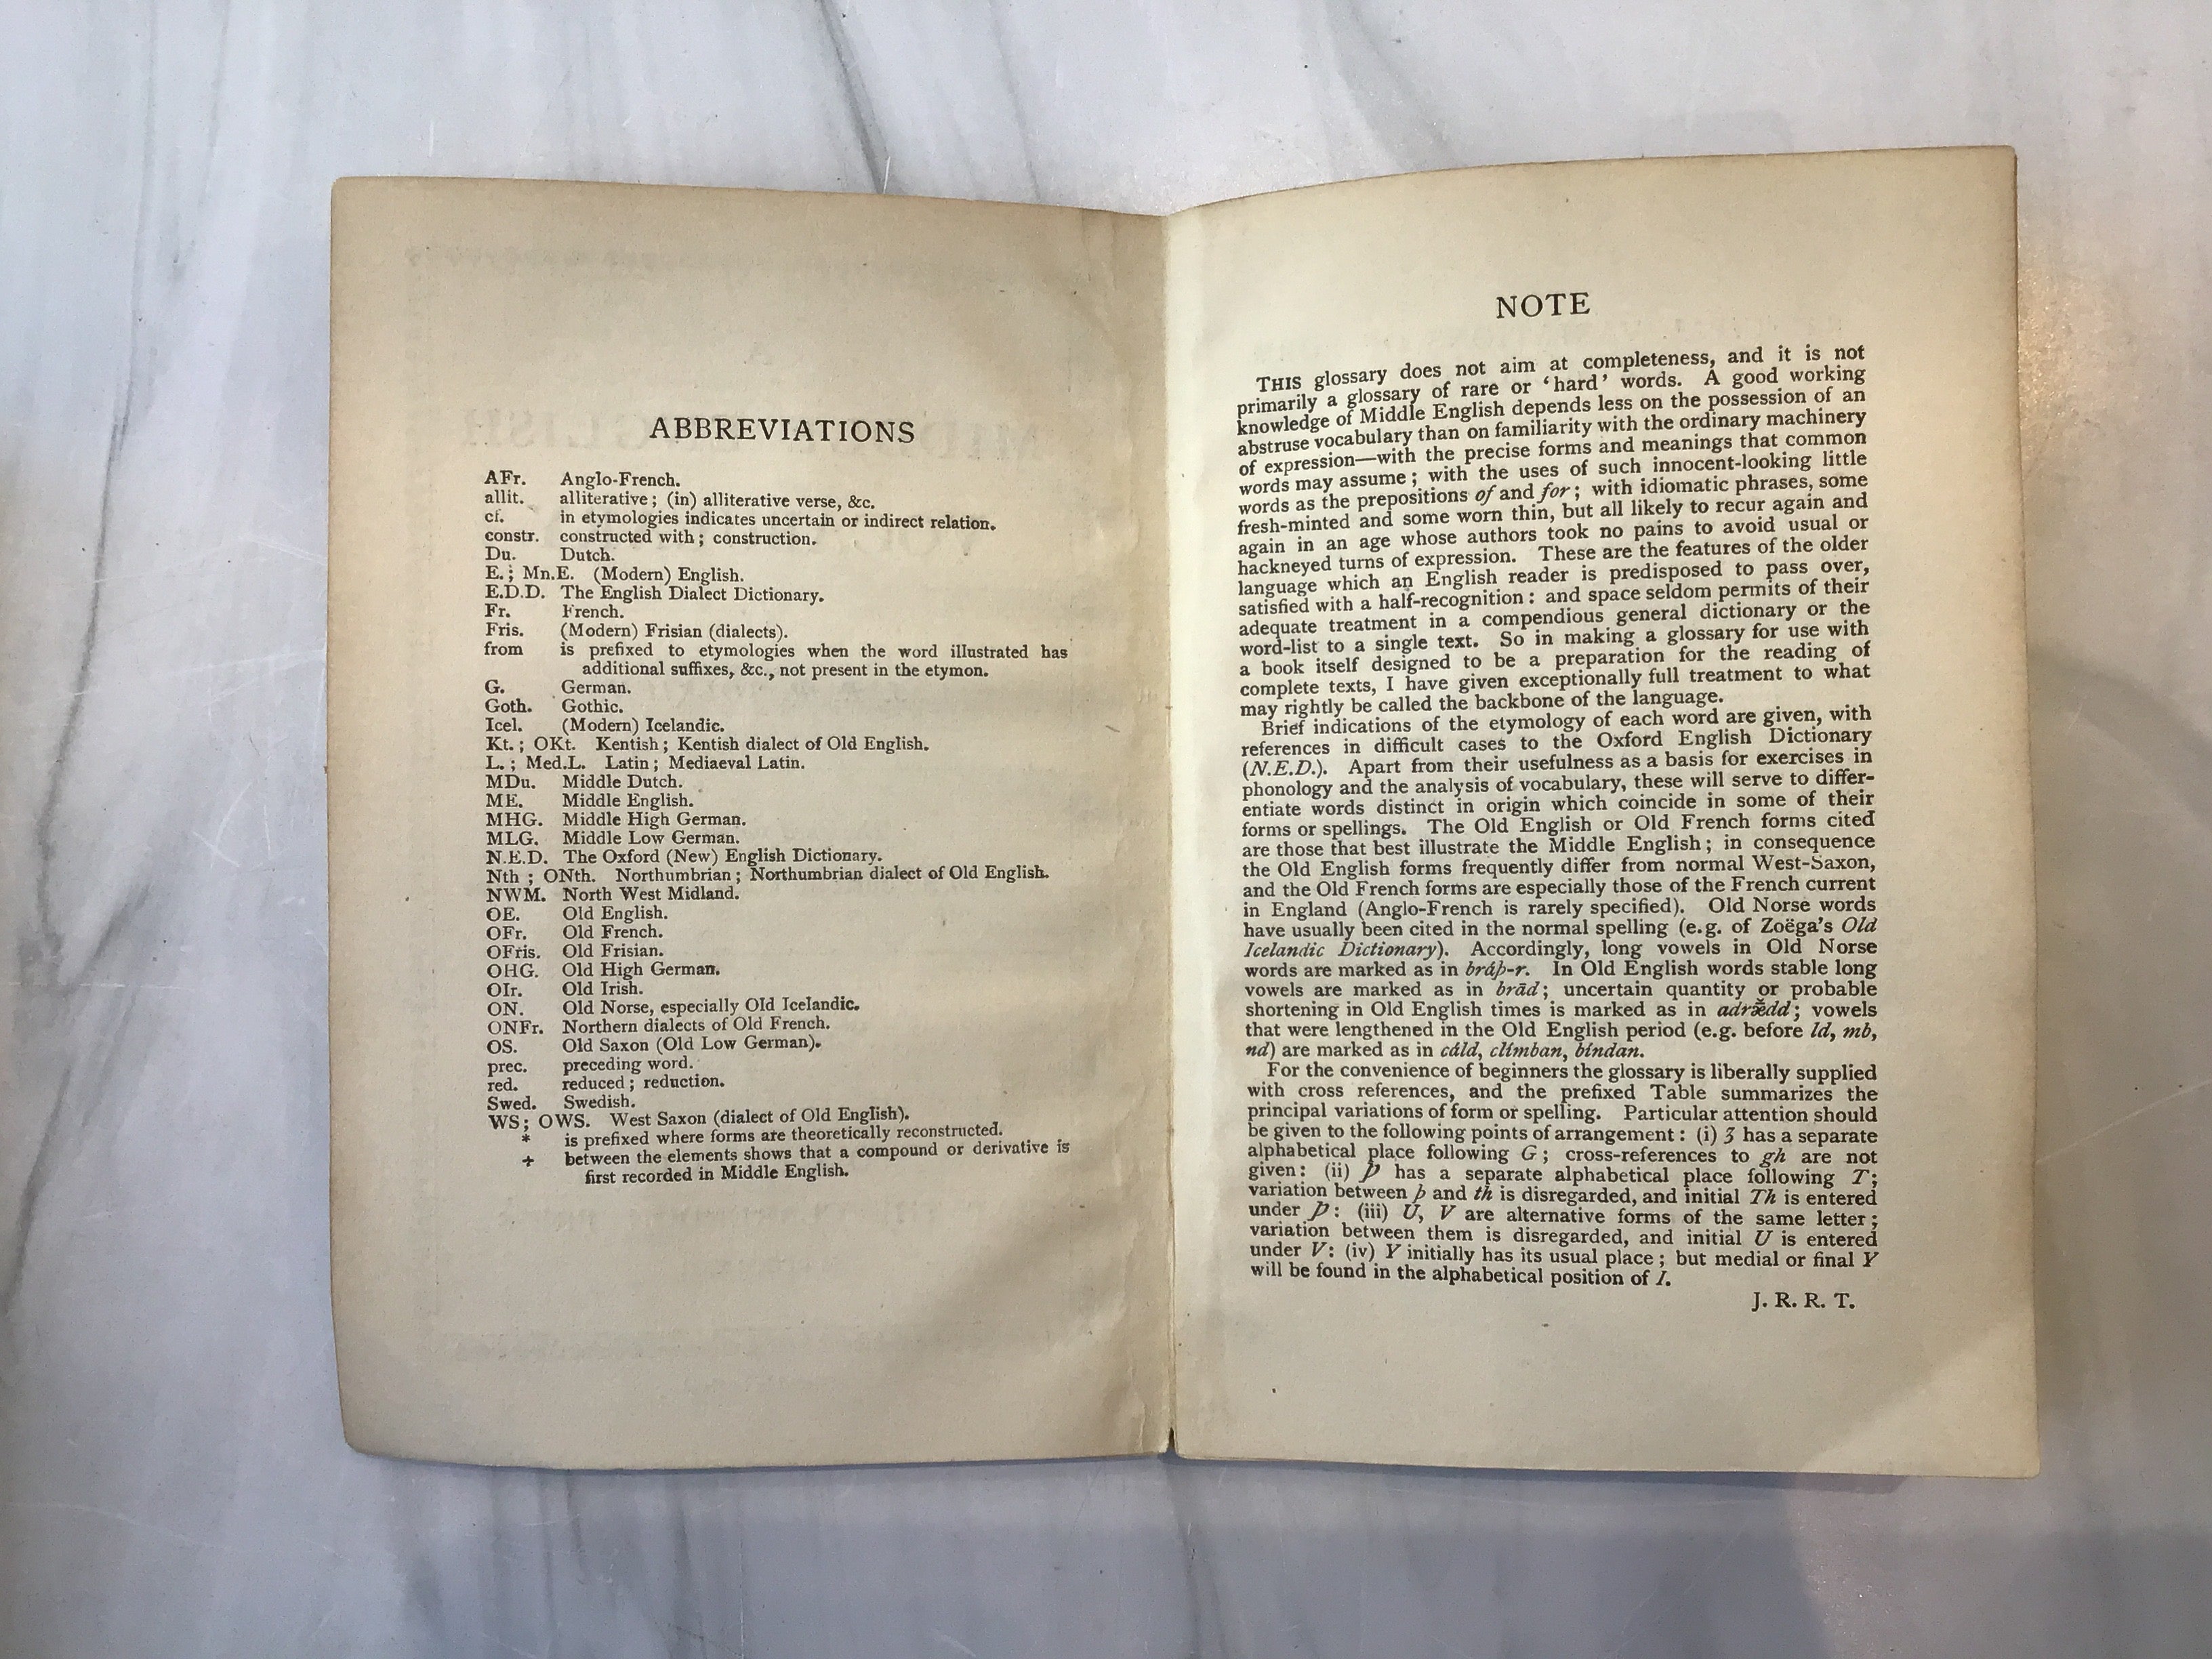 ABBREVIATIONS
AFr. Anglo-French.
allit. alliterative ; (in) alliterative verse, &c.
cf. in etymologies indicates uncertain or indirect relation.
constr. constructed with ; construction.
Du. Dutch.
E. ; Mn.E. (Modern) English.
E.D.D. The English Dialect Dictionary.
Fr. French.
Fris. (Modern) Frisian (dialects).
from is prefixed to etymologies when the word illustrated has
additional suffixes, &c., not present in the etymon.
G. German.
Goth. Gothic.
Icel. (Modern) Icelandic.
Kt. ; OKt. Kentish ; Kentish dialect of Old English.
L. ; Med.L. Latin ; Mediaeval Latin.
MDu. Middle Dutch.
ME. Middle English.
MHG. Middle High German.
MLG. Middle Low German.
N.E.D. The Oxford (New) English Dictionary.
Nth ; ONth. Northumbrian ; Northumbrian dialect of Old English.
NWM. North West Midland.
OE. Old English.
OFr. Old French.
OFris. Old Frisian.
OHG. Old High German.
OIr. Old Irish.
ON. Old Norse, especially Old Icelandic.
ONFr. Northern dialects of Old French.
OS. Old Saxon (Old Low German).
prec. preceding word.
red. reduced ; reduction.
Swed. Swedish.
WS ; OWS. West Saxon (dialect of Old English).
* is prefixed where forms are theoretically reconstructed.
+ between the elements shows that a compound or derivative is
first recorded in Middle English.
NOTE
THIS glossary does not aim at completeness, and it is not
primarily a glossary of rare or ‘hard’ words. A good working
knowledge of Middle English depends less on the possession of an
abstruse vocabulary than on familiarity with the ordinary machinery
of expression—with the precise forms and meanings that common
words may assume ; with the uses of such innocent-looking little
words as the prepositions of and for ; with idiomatic phrases, some
fresh-minted and some worn thin, but all likely to recur again and
again in an age whose authors took no pains to avoid usual or
hackneyed turns of expression. These are the features of the older
language which an English reader is predisposed to pass over,
satisfied with a half-recognition : and space seldom permits of their
adequate treatment in a compendious general dictionary or the
word-list to a single text. So in making a glossary for use with
a book itself designed to be a preparation for the reading of
complete texts, I have given exceptionally full treatment to what
may rightly be called the backbone of the language.
Brief indications of the etymology of each word are given, with
references in difficult cases to the Oxford English Dictionary
(N.E.D.). Apart from their usefulness as a basis for exercises in
phonology and the analysis of vocabulary, these will serve to differ-
entiate words distinct in origin which coincide in some of their
forms or spellings. The Old English or Old French forms cited
are those that best illustrate the Middle English ; in consequence
the Old English forms frequently differ from normal West-Saxon,
and the Old French forms are especially those of the French current
in England (Anglo-French is rarely specified). Old Norse words
have usually been cited in the normal spelling (e.g. of Zoëga’s Old
Icelandic Dictionary). Accordingly, long vowels in Old Norse
words are marked as in bráþ-r. In Old English words stable long
vowels are marked as in brād ; uncertain quantity or probable
shortening in Old English times is marked as in adrǣ̆dd ; vowels
that were lengthened in the Old English period (e.g. before ld, mb,
nd) are marked as in cáld, clímban, bíndan.
For the convenience of beginners the glossary is liberally supplied
with cross references, and the prefixed Table summarizes the
principal variations of form or spelling. Particular attention should
be given to the following points of arrangement : (i) ȝ has a separate
alphabetical place following G ; cross-references to gh are not
given : (ii) Þ has a separate alphabetical place following T ;
variation between þ and th is disregarded, and initial Th is entered
under Þ : (iii) U, V are alternative forms of the same letter ;
variation between them is disregarded, and initial U is entered
under V : (iv) Y initially has its usual place ; but medial or final Y
will be found in the alphabetical position of I.
J. R. R. T.